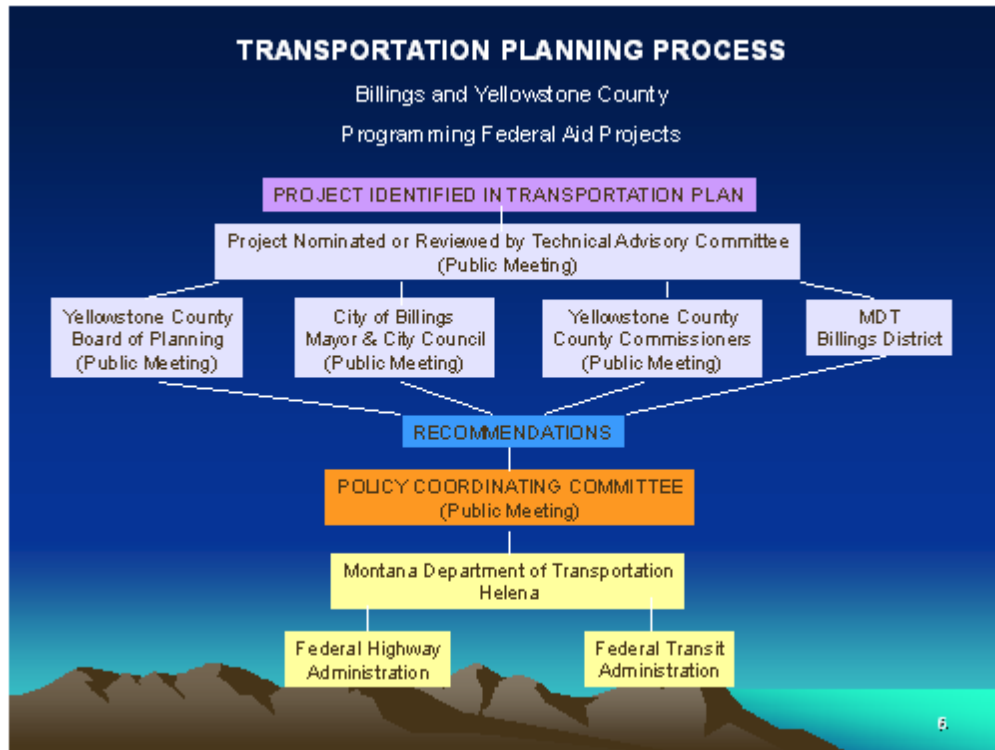 TRANSPORTATION PLANNING PROCESS
Billings and Yellowstone County
Programming Federal Aid Projects
PROJECT IDENTIFIED IN TRANSPORTATION PLAN
Project Nominated or Reviewed by Technical Advisory Committee
(Public Meeting)
Yellowstone County
Board of Planning
(Public Meeting)
City of Billings
Mayor & City Council
(Public Meeting)
Yellowstone County
County Commissioners
(Public Meeting)
MDT
Billings District
RECOMMENDATIONS
POLICY COORDINATING COMMITTEE
(Public Meeting)
Montana Department of Transportation
Helena
Federal Highway
Administration
Federal Transit
Administration